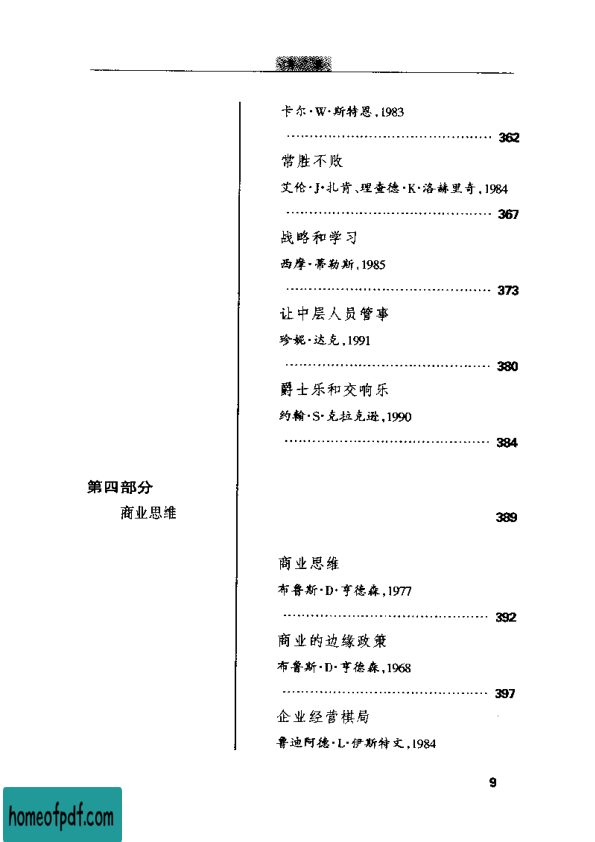 卡尔·W·斯特恩,1983
362
常胜不败
艾伦·J·扎肯、理查德·K·洛赫里奇,1984
367
战略和学习
西摩·蒂勒斯,1985
373
让中层人员管事
珍妮·达克,1991
380
爵士乐和交响乐
约翰·S·克拉克逊,1990
384
第四部分
商业思维
389
商业思维
布鲁斯·D·亨德森,1977
392
商业的边缘政策
布鲁斯·D·亨德森,1968
397
企业经营棋局
鲁迪阿德·L·伊斯特文,1984
9
homeofpdf.com